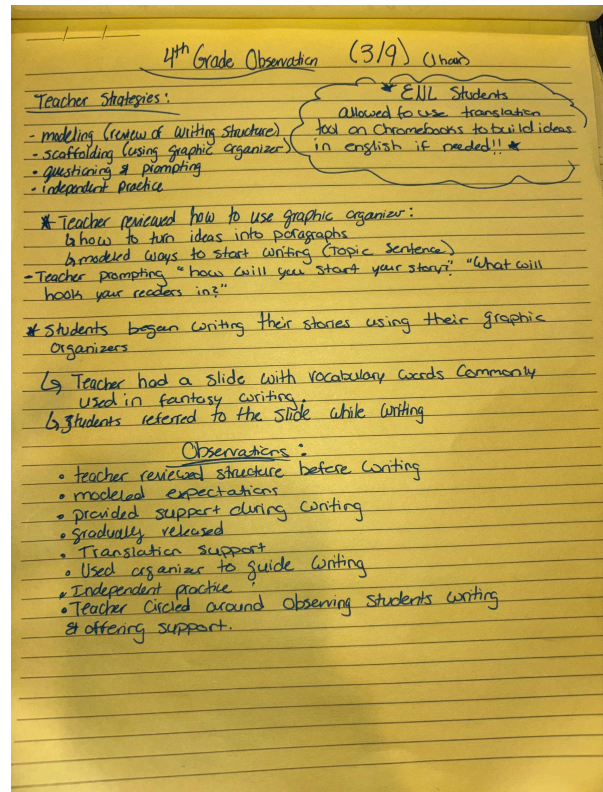 4th Grade Observation (3/9) (1 hour)
Teacher Strategies:
- modeling (review of writing structure)
- scaffolding (using graphic organizer)
- questioning & prompting
- independent practice
* ENL Students
allowed to use translation
tool on Chromebooks to build ideas
in english if needed!! *
* Teacher reviewed how to use graphic organizer:
↳ how to turn ideas into paragraphs
↳ modeled ways to start writing (Topic Sentence)
- Teacher prompting "how will you start your story?" "What will
hook your readers in?"
* Students began writing their stories using their graphic
organizers
↳ Teacher had a slide with vocabulary words commonly
used in fantasy writing.
↳ Students referred to the slide while writing
Observations:
• teacher reviewed structure before writing
• modeled expectations
• provided support during writing
• gradually released
• Translation support
• Used organizer to guide writing
• Independent practice
• Teacher Circled around observing students writing
& offering support.